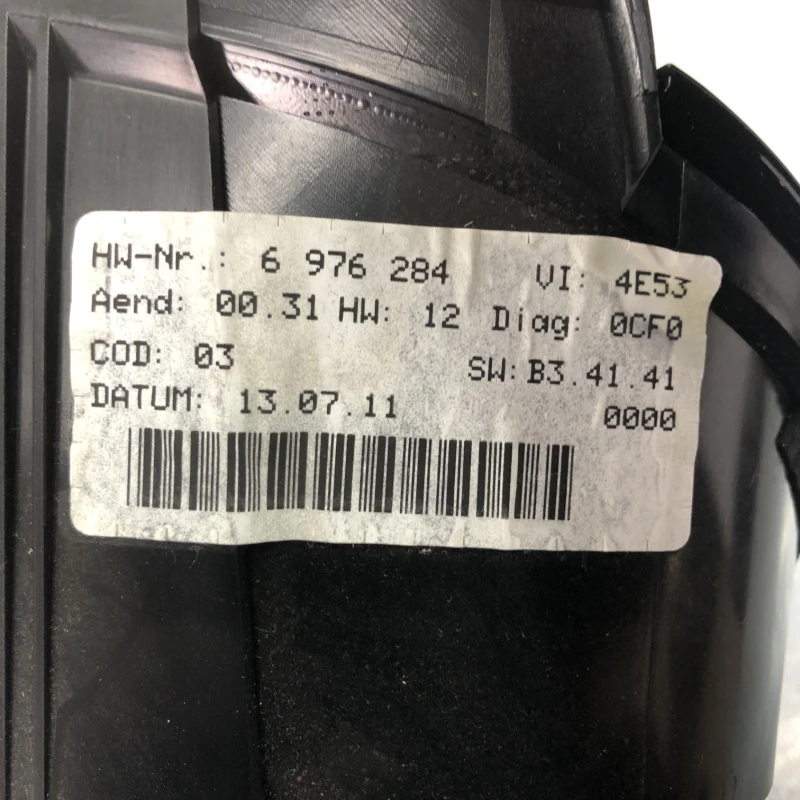 HW-Nr.: 6 976 284 VI: 4E53
Aend: 00.31 HW: 12 Diag: 0CF0
COD: 03 SW: B3.41.41
DATUM: 13.07.11 0000